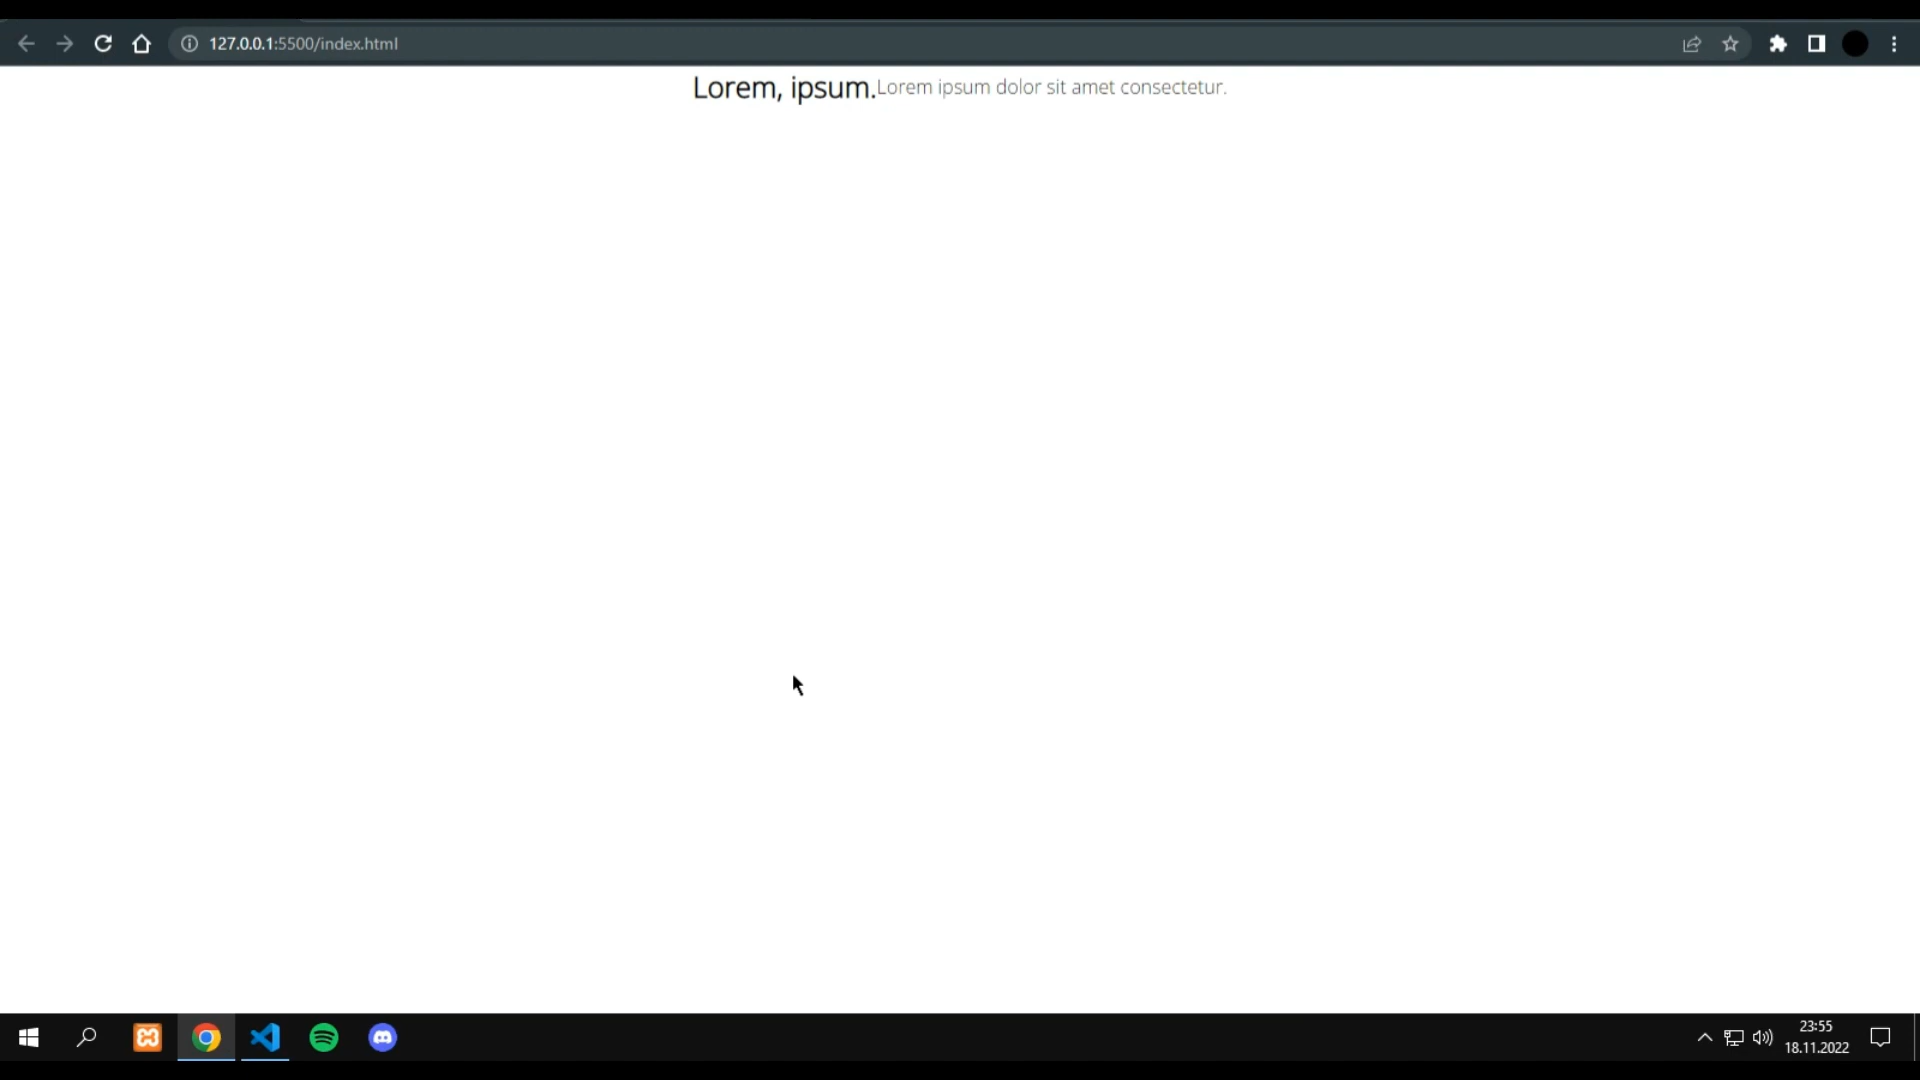 127.0.0.1:5500/index.html
Lorem, ipsum.Lorem ipsum dolor sit amet consectetur.
23:55
18.11.2022